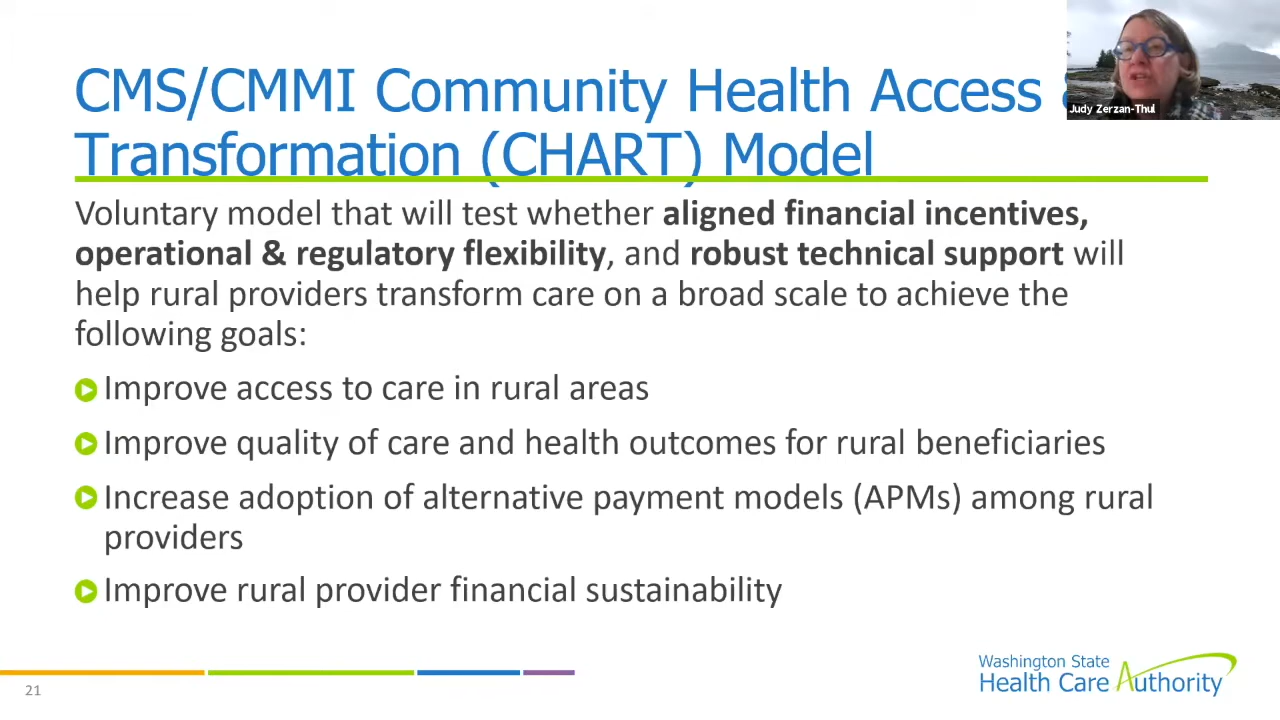 CMS/CMMI Community Health Access &
Transformation (CHART) Model
Judy Zerzan-Thul
Voluntary model that will test whether aligned financial incentives,
operational & regulatory flexibility, and robust technical support will
help rural providers transform care on a broad scale to achieve the
following goals:
Improve access to care in rural areas
Improve quality of care and health outcomes for rural beneficiaries
Increase adoption of alternative payment models (APMs) among rural
providers
Improve rural provider financial sustainability
21
Washington State
Health Care Authority